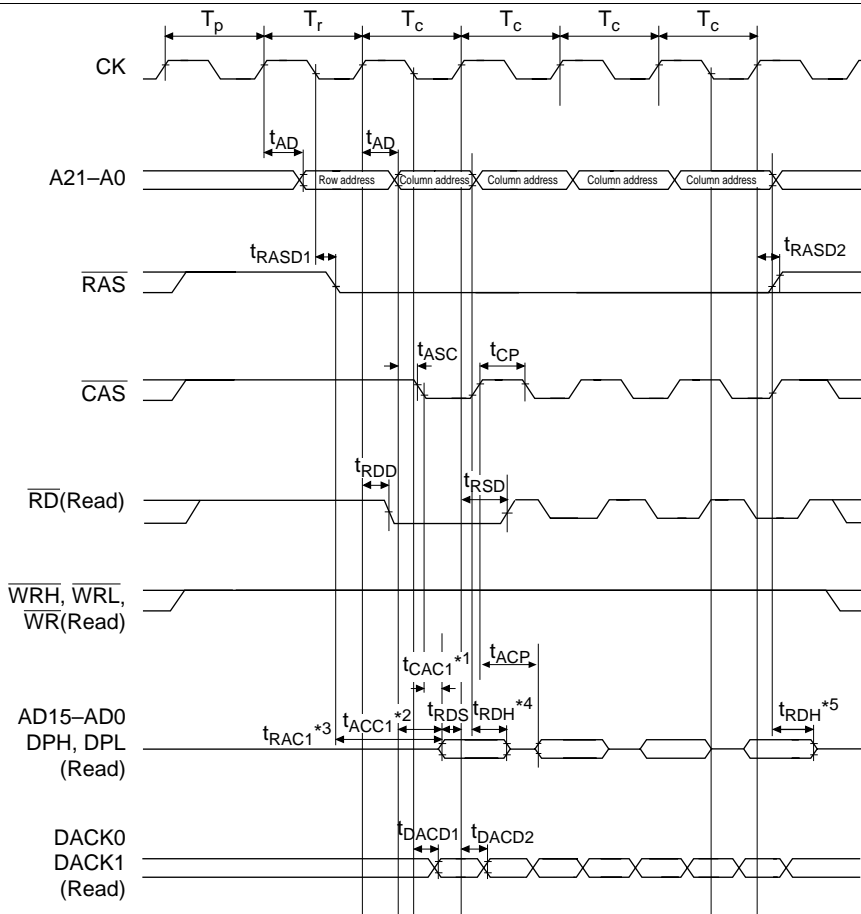 Tp Tr Tc Tc Tc Tc
CK
tAD tAD
A21–A0 Row address Column address Column address Column address Column address
tRASD1 tRASD2
RAS
tASC tCP
CAS
tRDD tRSD
RD(Read)
WRH, WRL,
WR(Read)
tCAC1*1 tACP
AD15–AD0
DPH, DPL
(Read)
tRAC1*3 tACC1*2 tRDS tRDH*4 tRDH*5
DACK0
DACK1
(Read)
tDACD1 tDACD2